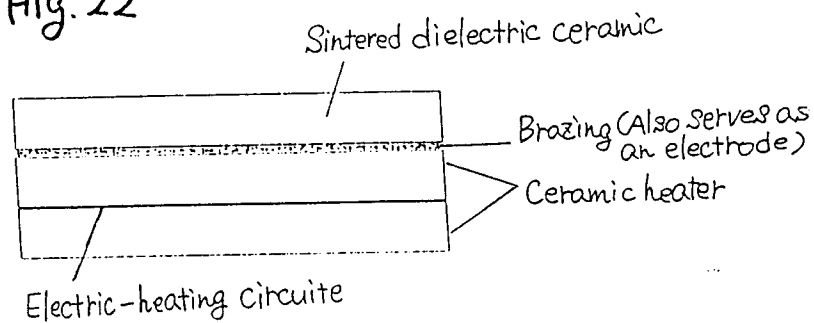 Fig. 22
Sintered dielectric ceramic
Brazing (Also serves as
an electrode)
Ceramic heater
Electric-heating Circuite